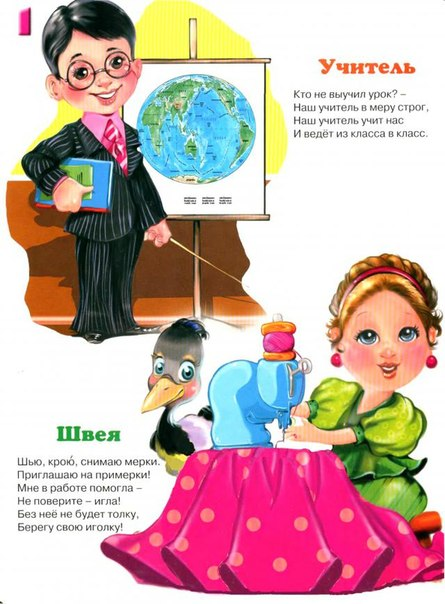 1
Учитель
Кто не выучил урок? –
Наш учитель в меру строг,
Наш учитель учит нас
И ведёт из класса в класс.
Швея
Шью, крою́, снимаю мерки.
Приглашаю на примерки!
Мне в работе помогла –
Не поверите – игла!
Без неё не будет толку,
Берегу свою иголку!